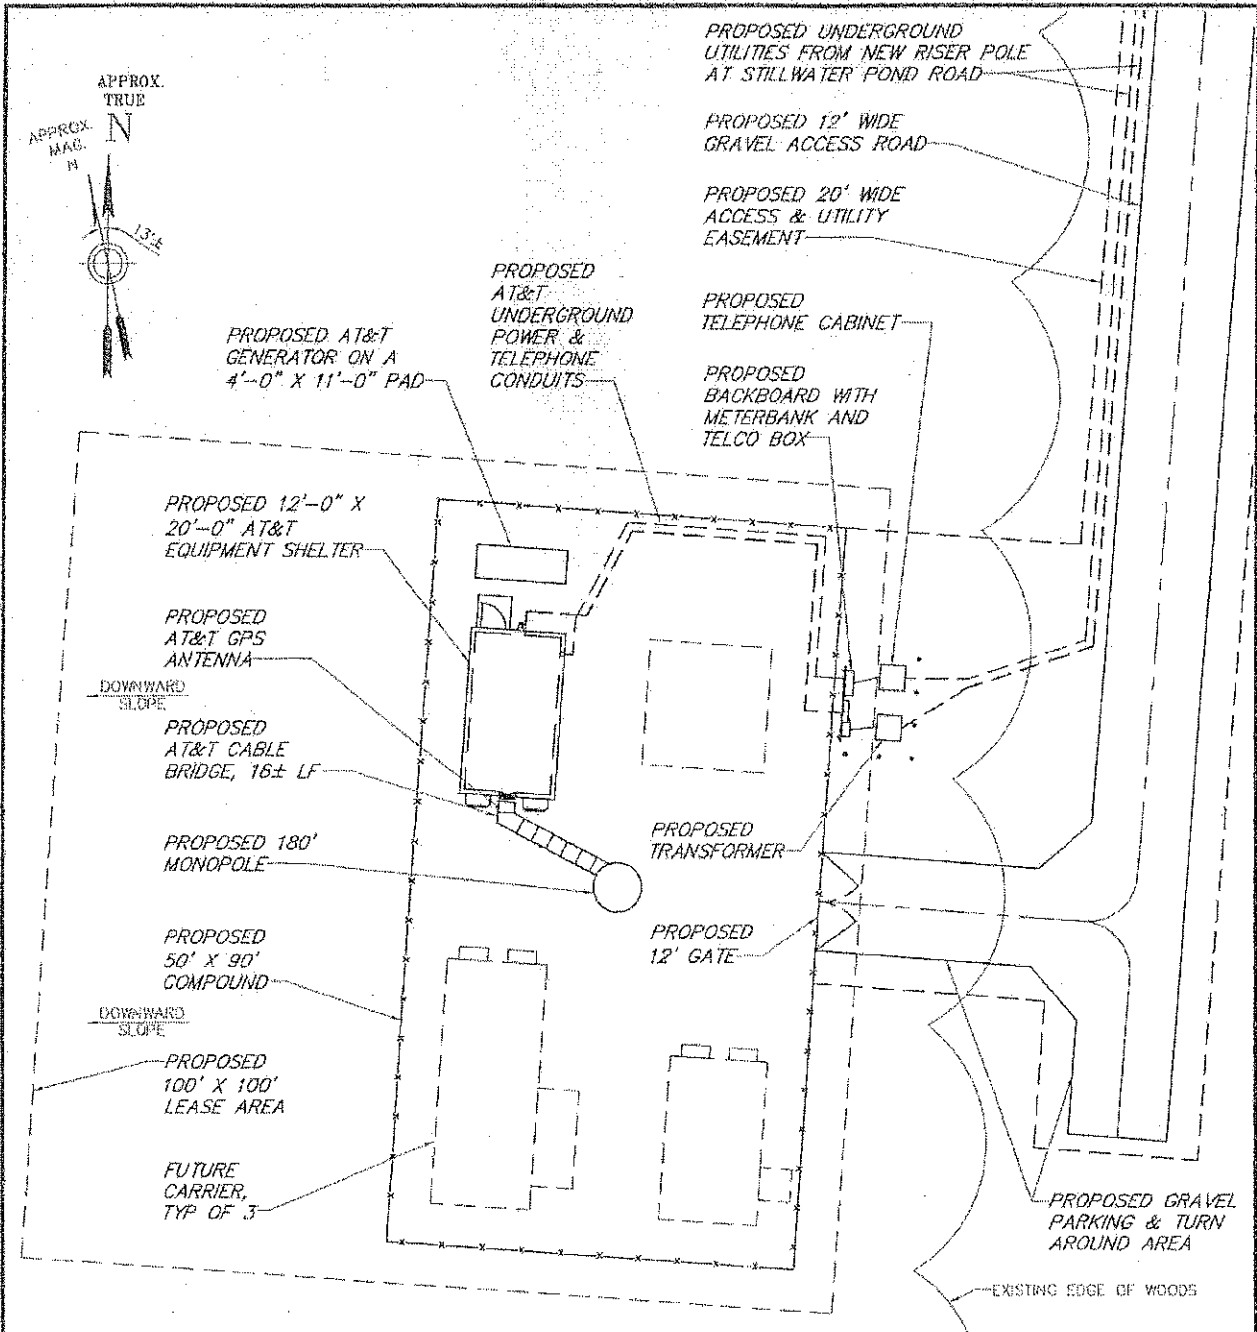 APPROX.
TRUE
N
APPROX.
MAG.
N
13°±
PROPOSED UNDERGROUND
UTILITIES FROM NEW RISER POLE
AT STILLWATER POND ROAD
PROPOSED 12' WIDE
GRAVEL ACCESS ROAD
PROPOSED 20' WIDE
ACCESS & UTILITY
EASEMENT
PROPOSED
AT&T
UNDERGROUND
POWER &
TELEPHONE
CONDUITS
PROPOSED
TELEPHONE CABINET
PROPOSED AT&T
GENERATOR ON A
4'-0" X 11'-0" PAD
PROPOSED
BACKBOARD WITH
METERBANK AND
TELCO BOX
PROPOSED 12'-0" X
20'-0" AT&T
EQUIPMENT SHELTER
PROPOSED
AT&T GPS
ANTENNA
DOWNWARD
SLOPE
PROPOSED
AT&T CABLE
BRIDGE, 16± LF
PROPOSED 180'
MONOPOLE
PROPOSED
TRANSFORMER
PROPOSED
12' GATE
PROPOSED
50' X 90'
COMPOUND
DOWNWARD
SLOPE
PROPOSED
100' X 100'
LEASE AREA
FUTURE
CARRIER,
TYP OF 3
PROPOSED GRAVEL
PARKING & TURN
AROUND AREA
EXISTING EDGE OF WOODS